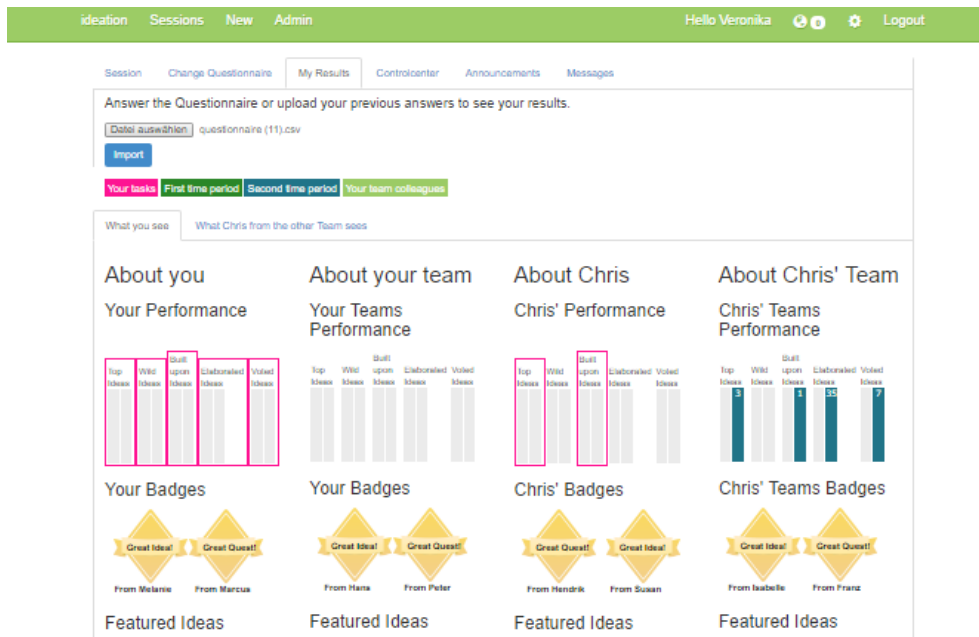 ideation Sessions New Admin Hello Veronika 0 Logout
Session Change Questionnaire My Results Controlcenter Announcements Messages
Answer the Questionnaire or upload your previous answers to see your results.
Datei auswählen questionnaire (11).csv
Import
Your tasks First time period Second time period Your team colleagues
What you see What Chris from the other Team sees
About you
Your Performance
Top Ideas
Wild Ideas
Built upon Ideas
Elaborated Ideas
Voted Ideas
Your Badges
Great Idea! Great Quest!
From Melanie From Marcus
Featured Ideas
About your team
Your Teams
Performance
Top Ideas
Wild Ideas
Built upon Ideas
Elaborated Ideas
Voted Ideas
Your Badges
Great Idea! Great Quest!
From Hans From Peter
Featured Ideas
About Chris
Chris' Performance
Top Ideas
Wild Ideas
Built upon Ideas
Elaborated Ideas
Voted Ideas
Chris' Badges
Great Quest! Great Idea!
From Hendrik From Susan
Featured Ideas
About Chris' Team
Chris' Teams
Performance
Top Ideas
Wild Ideas
Built upon Ideas
Elaborated Ideas
Voted Ideas
3 1 35 7
Chris' Teams Badges
Great Idea! Great Quest!
From Isabelle From Franz
Featured Ideas